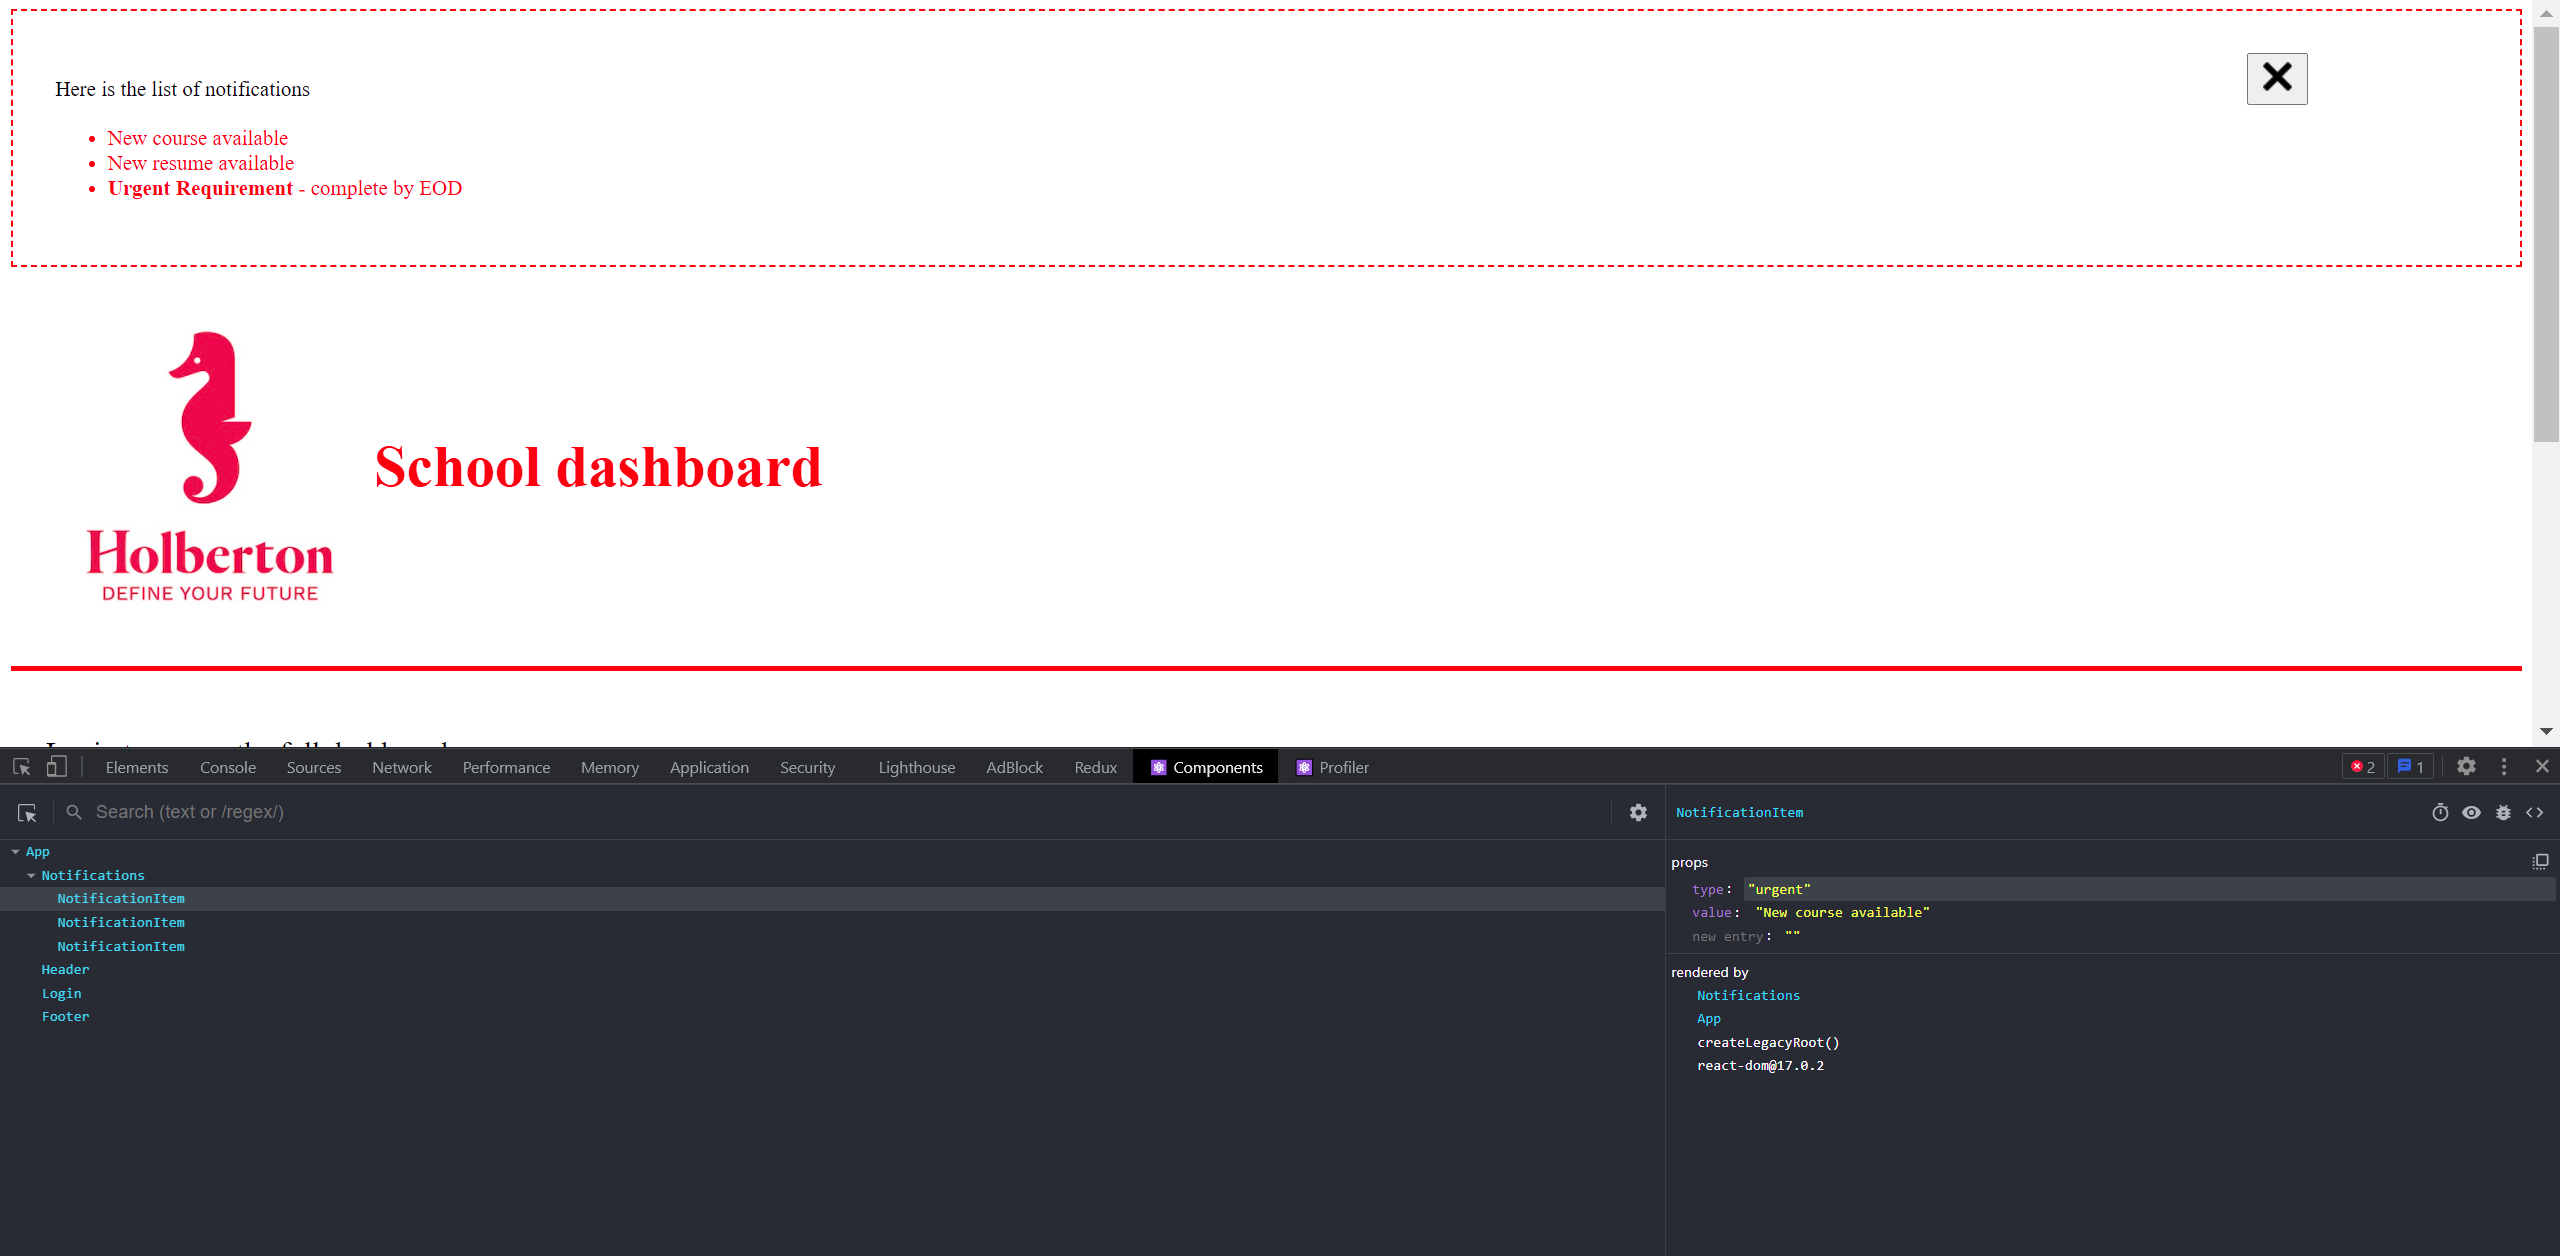 Here is the list of notifications
New course available
New resume available
Urgent Requirement - complete by EOD
School dashboard
Holberton
DEFINE YOUR FUTURE
Elements Console Sources Network Performance Memory Application Security Lighthouse AdBlock Redux Components Profiler 2 1
Search (text or /regex/)
App
Notifications
NotificationItem
NotificationItem
NotificationItem
Header
Login
Footer
NotificationItem
props
type: "urgent"
value: "New course available"
new entry: ""
rendered by
Notifications
App
createLegacyRoot()
react-dom@17.0.2